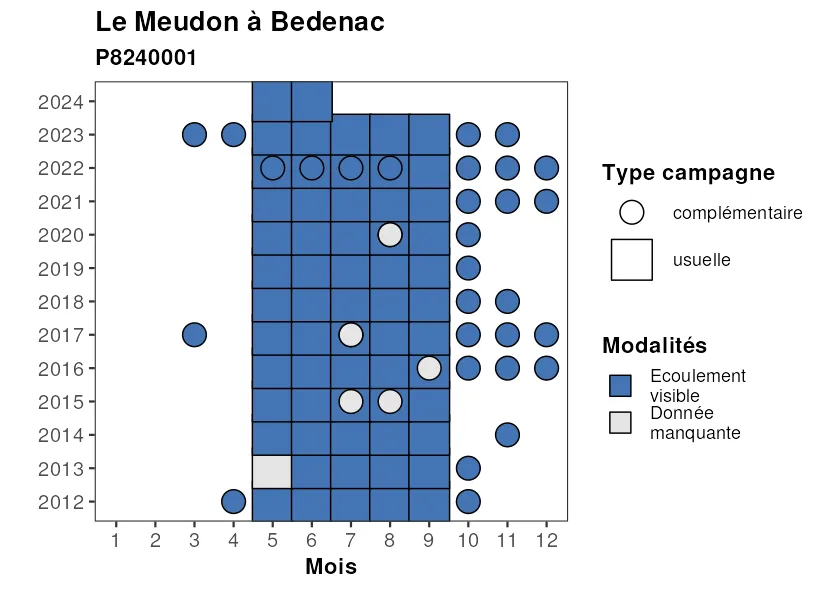 Le Meudon à Bedenac
P8240001
2024
2023
2022
2021
2020
2019
2018
2017
2016
2015
2014
2013
2012
1 2 3 4 5 6 7 8 9 10 11 12
Mois
Type campagne
complémentaire
usuelle
Modalités
Ecoulement
visible
Donnée
manquante